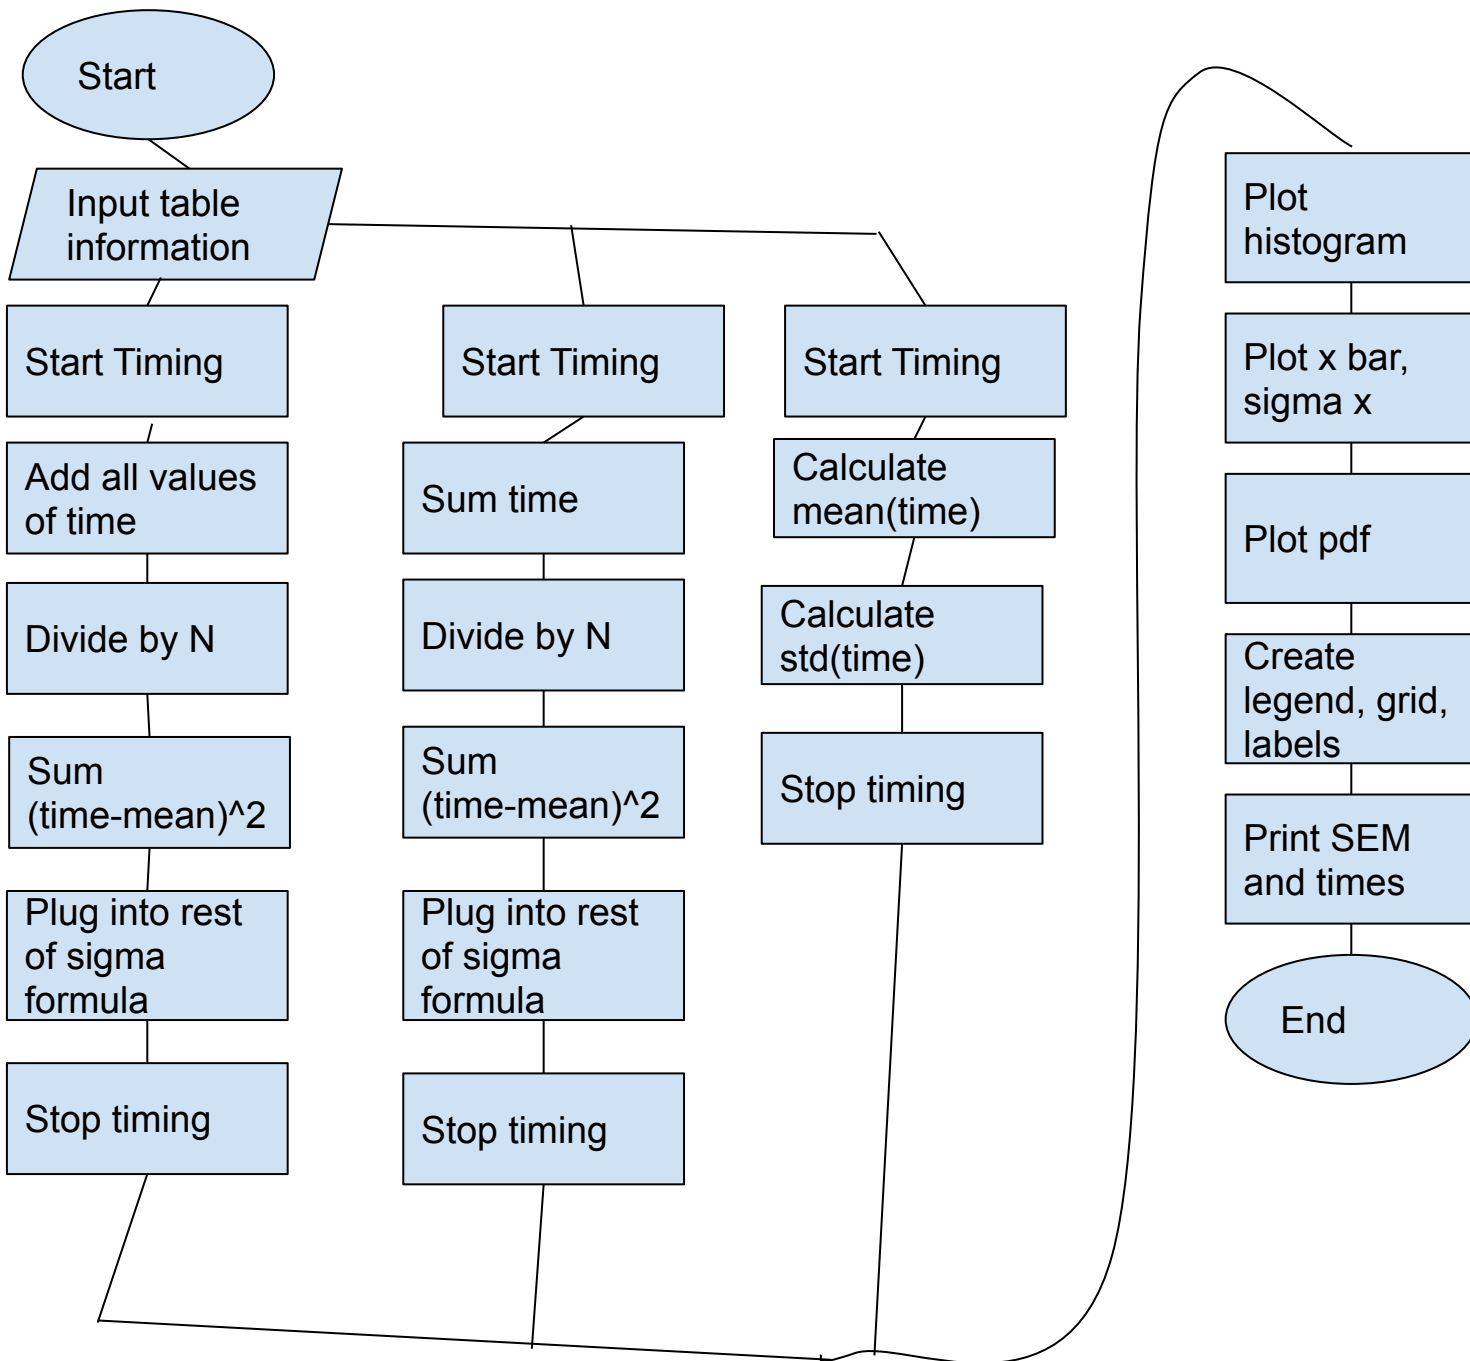 Start
Input table
information
Start Timing
Add all values
of time
Divide by N
Sum
(time-mean)^2
Plug into rest
of sigma
formula
Stop timing
Start Timing
Sum time
Divide by N
Sum
(time-mean)^2
Plug into rest
of sigma
formula
Stop timing
Start Timing
Calculate
mean(time)
Calculate
std(time)
Stop timing
Plot
histogram
Plot x bar,
sigma x
Plot pdf
Create
legend, grid,
labels
Print SEM
and times
End